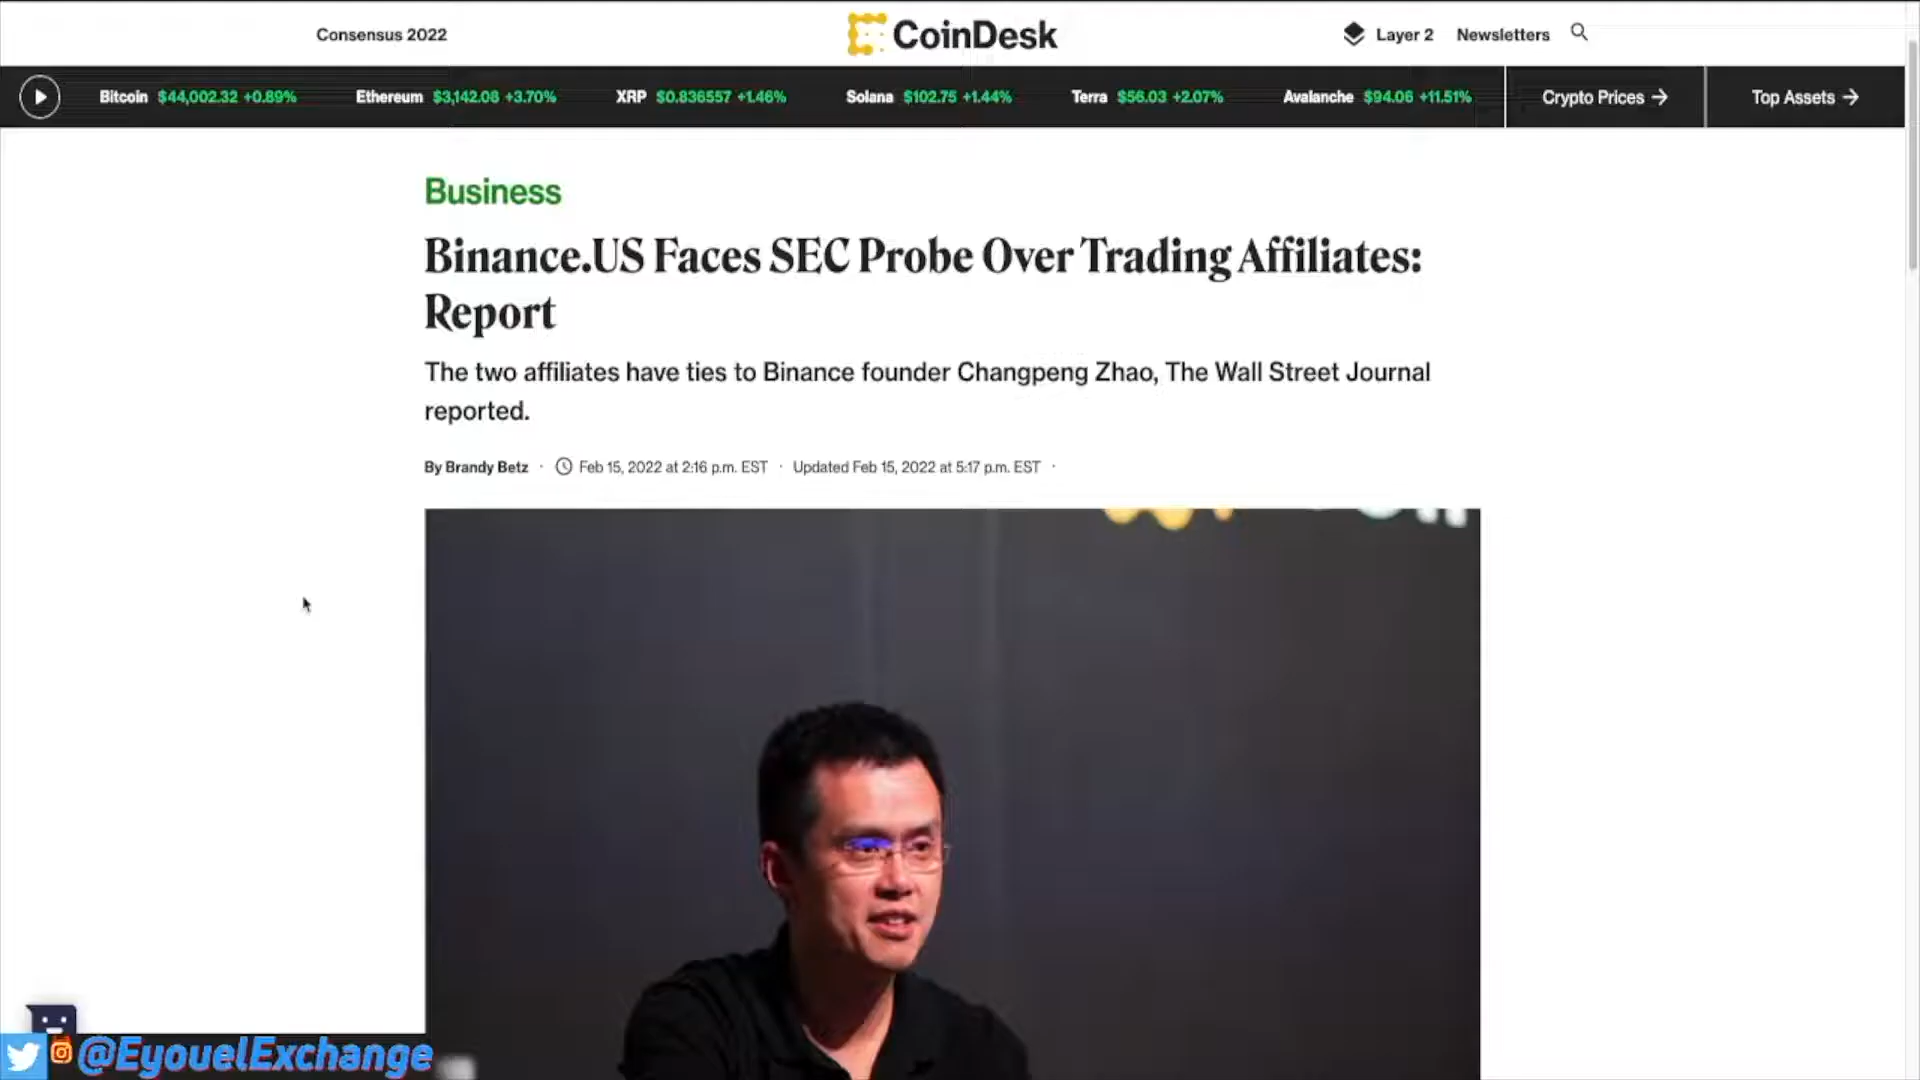 Consensus 2022
CoinDesk
Layer 2
Newsletters
Bitcoin $44,002.32 +0.89%
Ethereum $3,142.08 +3.70%
XRP $0.836557 +1.46%
Solana $102.75 +1.44%
Terra $56.03 +2.07%
Avalanche $94.06 +11.51%
Crypto Prices →
Top Assets →
Business
Binance.US Faces SEC Probe Over Trading Affiliates:
Report
The two affiliates have ties to Binance founder Changpeng Zhao, The Wall Street Journal
reported.
By Brandy Betz · Feb 15, 2022 at 2:16 p.m. EST · Updated Feb 15, 2022 at 5:17 p.m. EST ·
@EyouelExchange